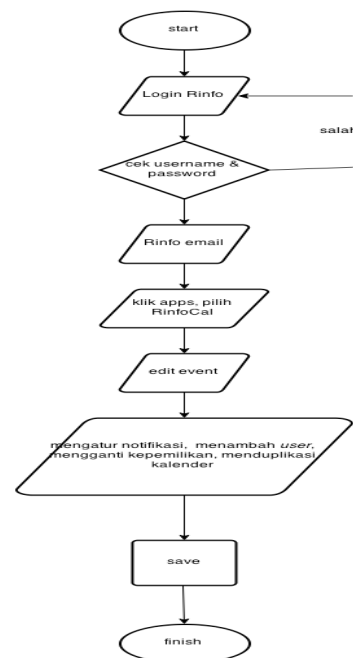 start
Login Rinfo
salah
cek username &
password
Rinfo email
klik apps, pilih
RinfoCal
edit event
mengatur notifikasi, menambah user,
mengganti kepemilikan, menduplikasi
kalender
save
finish